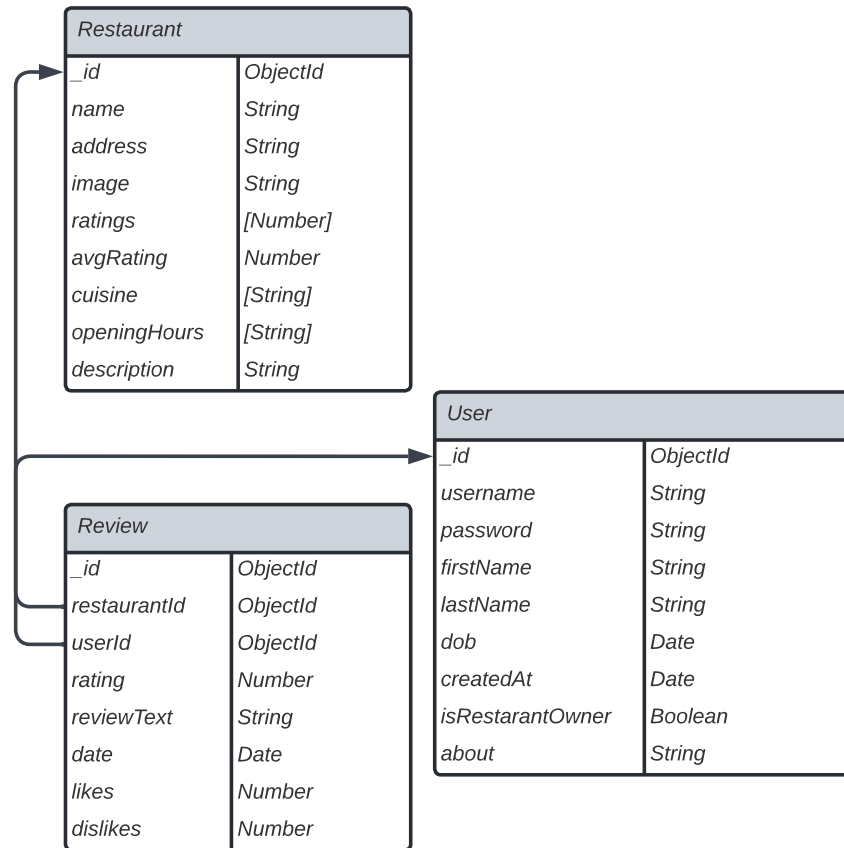 Restaurant
_id ObjectId
name String
address String
image String
ratings [Number]
avgRating Number
cuisine [String]
openingHours [String]
description String
User
_id ObjectId
username String
password String
firstName String
lastName String
dob Date
createdAt Date
isRestarantOwner Boolean
about String
Review
_id ObjectId
restaurantId ObjectId
userId ObjectId
rating Number
reviewText String
date Date
likes Number
dislikes Number